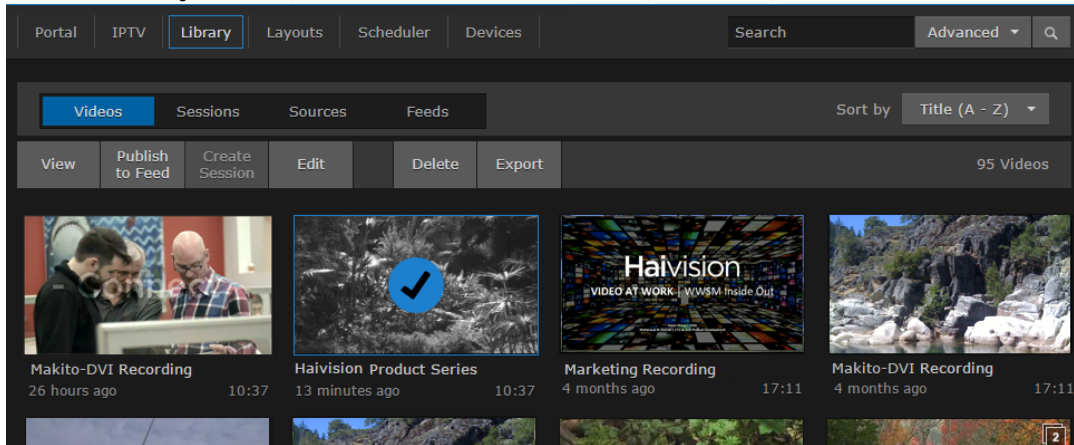 Portal IPTV Library Layouts Scheduler Devices Search Advanced
Videos Sessions Sources Feeds Sort by Title (A - Z)
View Publish to Feed Create Session Edit Delete Export 95 Videos
Haivision
VIDEO AT WORK | WWSM Inside Out
Makito-DVI Recording
26 hours ago 10:37
Haivision Product Series
13 minutes ago 10:37
Marketing Recording
4 months ago 17:11
Makito-DVI Recording
4 months ago 17:11
2